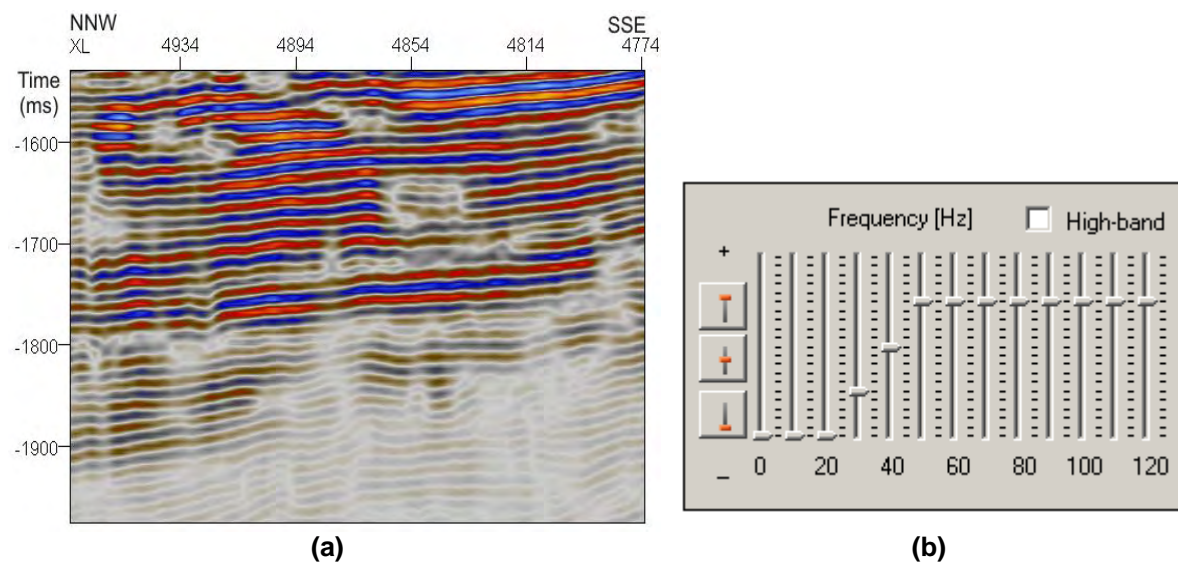 NNW SSE
XL 4934 4894 4854 4814 4774
Time
(ms)
-1600
-1700
-1800
-1900
(a)
Frequency [Hz] High-band
+
–
0 20 40 60 80 100 120
(b)